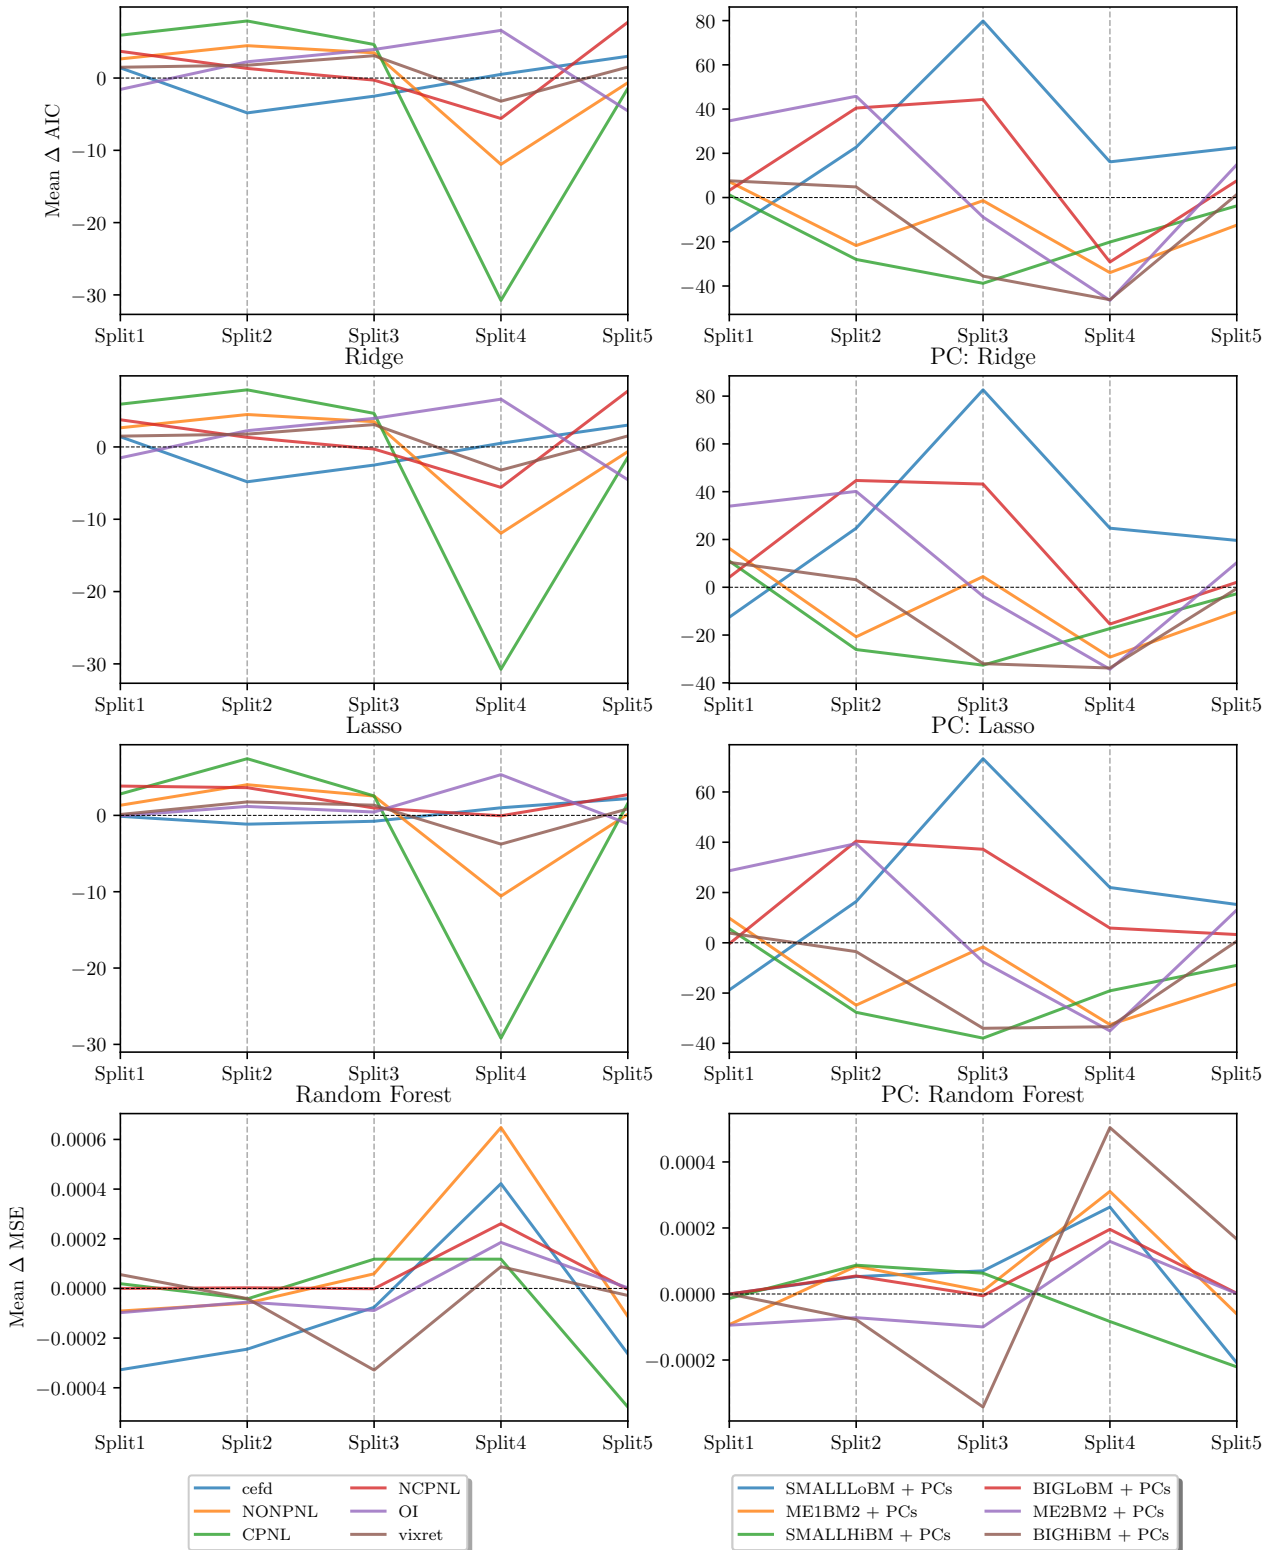 0
−10
−20
−30
Mean Δ AIC
Split1 Split2 Split3 Split4 Split5
80
60
40
20
0
−20
−40
Split1 Split2 Split3 Split4 Split5
Ridge
0
−10
−20
−30
Split1 Split2 Split3 Split4 Split5
PC: Ridge
80
60
40
20
0
−20
−40
Split1 Split2 Split3 Split4 Split5
Lasso
0
−10
−20
−30
Split1 Split2 Split3 Split4 Split5
PC: Lasso
60
40
20
0
−20
−40
Split1 Split2 Split3 Split4 Split5
Random Forest
0.0006
0.0004
0.0002
0.0000
−0.0002
−0.0004
Mean Δ MSE
Split1 Split2 Split3 Split4 Split5
PC: Random Forest
0.0004
0.0002
0.0000
−0.0002
Split1 Split2 Split3 Split4 Split5
cefd
NONPNL
CPNL
NCPNL
OI
vixret
SMALLLoBM + PCs
ME1BM2 + PCs
SMALLHiBM + PCs
BIGLoBM + PCs
ME2BM2 + PCs
BIGHiBM + PCs